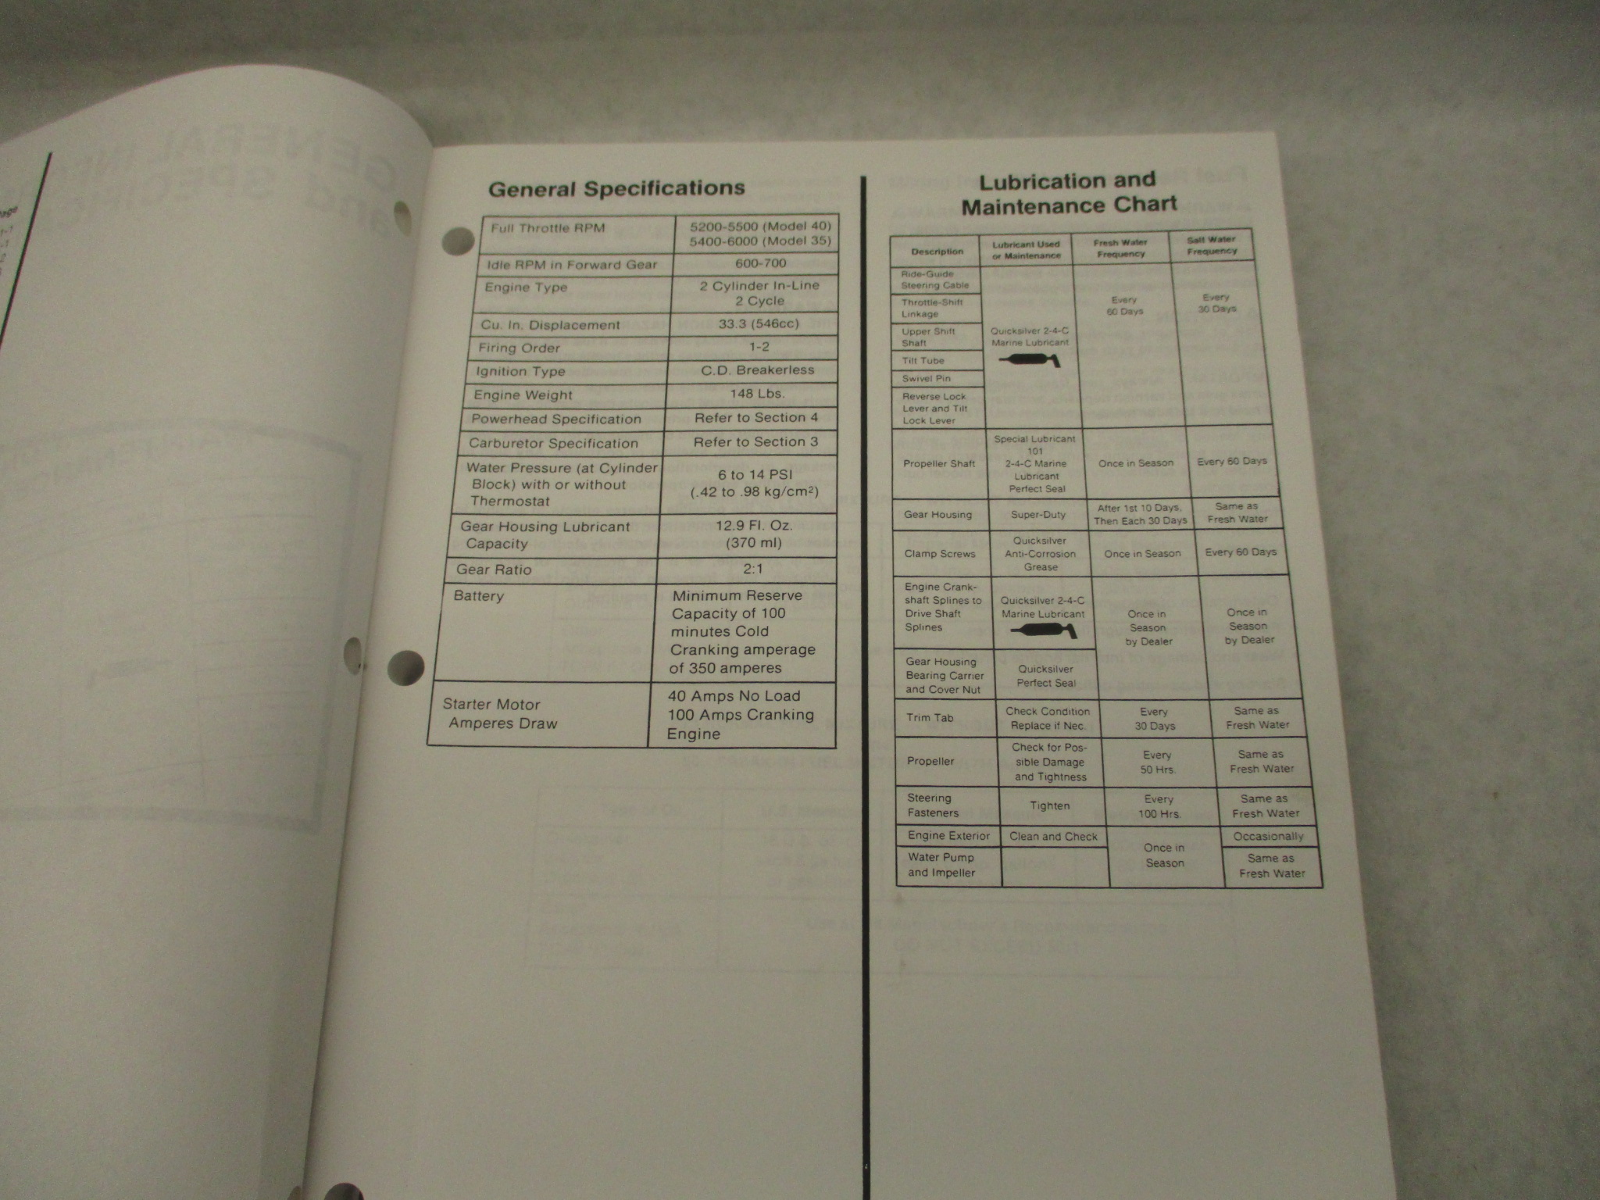 General Specifications
Full Throttle RPM
5200-5500 (Model 40)
5400-6000 (Model 35)
Idle RPM in Forward Gear
600-700
Engine Type
2 Cylinder In-Line
2 Cycle
Cu. In. Displacement
33.3 (546cc)
Firing Order
1-2
Ignition Type
C.D. Breakerless
Engine Weight
148 Lbs.
Powerhead Specification
Refer to Section 4
Carburetor Specification
Refer to Section 3
Water Pressure (at Cylinder
Block) with or without
Thermostat
6 to 14 PSI
(.42 to .98 kg/cm²)
Gear Housing Lubricant
Capacity
12.9 Fl. Oz.
(370 ml)
Gear Ratio
2:1
Battery
Minimum Reserve
Capacity of 100
minutes Cold
Cranking amperage
of 350 amperes
Starter Motor
Amperes Draw
40 Amps No Load
100 Amps Cranking
Engine
Lubrication and
Maintenance Chart
Description
Lubricant Used
or Maintenance
Fresh Water
Frequency
Salt Water
Frequency
Ride-Guide
Steering Cable
Throttle-Shift
Linkage
Upper Shift
Shaft
Tilt Tube
Swivel Pin
Reverse Lock
Lever and Tilt
Lock Lever
Quicksilver 2-4-C
Marine Lubricant
Every
60 Days
Every
30 Days
Propeller Shaft
Special Lubricant
101
2-4-C Marine
Lubricant
Perfect Seal
Once in Season
Every 60 Days
Gear Housing
Super-Duty
After 1st 10 Days,
Then Each 30 Days
Same as
Fresh Water
Clamp Screws
Quicksilver
Anti-Corrosion
Grease
Once in Season
Every 60 Days
Engine Crank-
shaft Splines to
Drive Shaft
Splines
Quicksilver 2-4-C
Marine Lubricant
Once in
Season
by Dealer
Once in
Season
by Dealer
Gear Housing
Bearing Carrier
and Cover Nut
Quicksilver
Perfect Seal
Trim Tab
Check Condition
Replace if Nec.
Every
30 Days
Same as
Fresh Water
Propeller
Check for Pos-
sible Damage
and Tightness
Every
50 Hrs.
Same as
Fresh Water
Steering
Fasteners
Tighten
Every
100 Hrs.
Same as
Fresh Water
Engine Exterior
Clean and Check
Once in
Season
Occasionally
Water Pump
and Impeller
Same as
Fresh Water